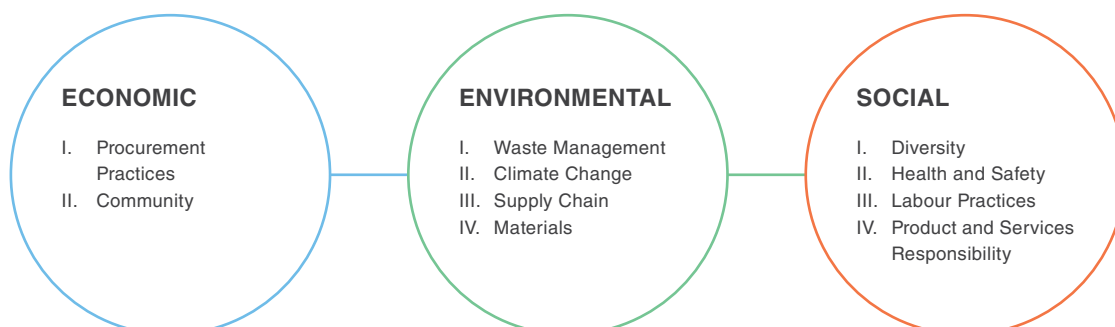 ECONOMIC
I. Procurement
Practices
II. Community
ENVIRONMENTAL
I. Waste Management
II. Climate Change
III. Supply Chain
IV. Materials
SOCIAL
I. Diversity
II. Health and Safety
III. Labour Practices
IV. Product and Services
Responsibility